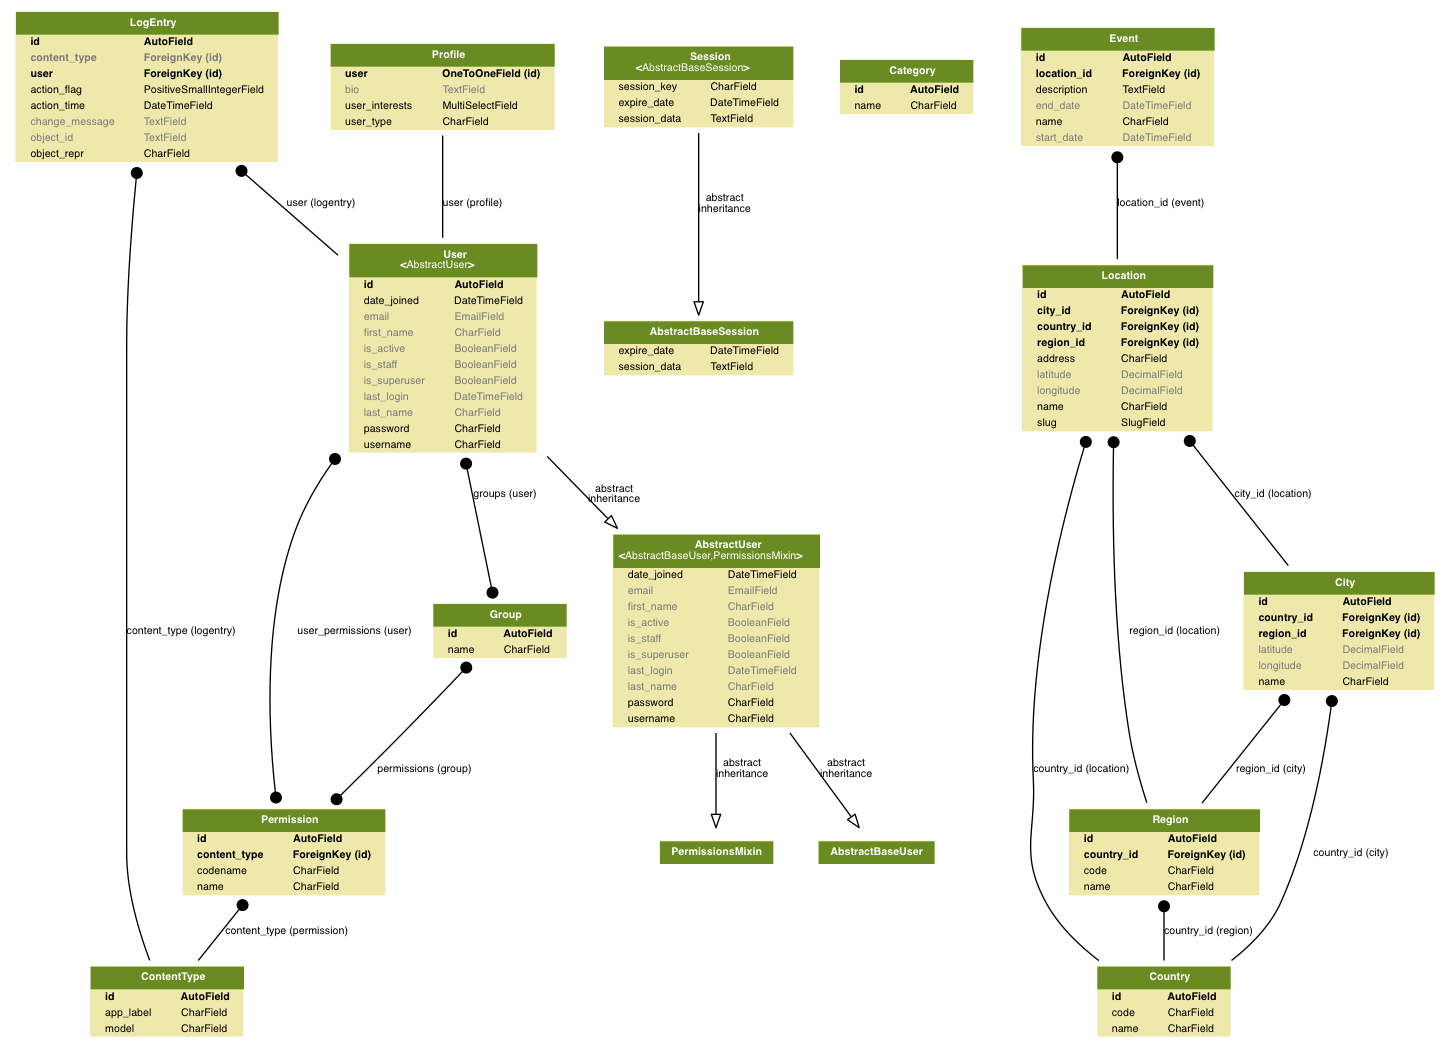 LogEntry
id AutoField
content_type ForeignKey (id)
user ForeignKey (id)
action_flag PositiveSmallIntegerField
action_time DateTimeField
change_message TextField
object_id TextField
object_repr CharField
Profile
user OneToOneField (id)
bio TextField
user_interests MultiSelectField
user_type CharField
Session
<AbstractBaseSession>
session_key CharField
expire_date DateTimeField
session_data TextField
Category
id AutoField
name CharField
Event
id AutoField
location_id ForeignKey (id)
description TextField
end_date DateTimeField
name CharField
start_date DateTimeField
user (logentry)
user (profile)
abstract
inheritance
location_id (event)
User
<AbstractUser>
id AutoField
date_joined DateTimeField
email EmailField
first_name CharField
is_active BooleanField
is_staff BooleanField
is_superuser BooleanField
last_login DateTimeField
last_name CharField
password CharField
username CharField
AbstractBaseSession
expire_date DateTimeField
session_data TextField
Location
id AutoField
city_id ForeignKey (id)
country_id ForeignKey (id)
region_id ForeignKey (id)
address CharField
latitude DecimalField
longitude DecimalField
name CharField
slug SlugField
groups (user)
abstract
inheritance
city_id (location)
AbstractUser
<AbstractBaseUser,PermissionsMixin>
date_joined DateTimeField
email EmailField
first_name CharField
is_active BooleanField
is_staff BooleanField
is_superuser BooleanField
last_login DateTimeField
last_name CharField
password CharField
username CharField
City
id AutoField
country_id ForeignKey (id)
region_id ForeignKey (id)
latitude DecimalField
longitude DecimalField
name CharField
Group
id AutoField
name CharField
content_type (logentry)
user_permissions (user)
region_id (location)
permissions (group)
abstract
inheritance
abstract
inheritance
country_id (location)
region_id (city)
Permission
id AutoField
content_type ForeignKey (id)
codename CharField
name CharField
PermissionsMixin
AbstractBaseUser
Region
id AutoField
country_id ForeignKey (id)
code CharField
name CharField
country_id (city)
content_type (permission)
country_id (region)
ContentType
id AutoField
app_label CharField
model CharField
Country
id AutoField
code CharField
name CharField